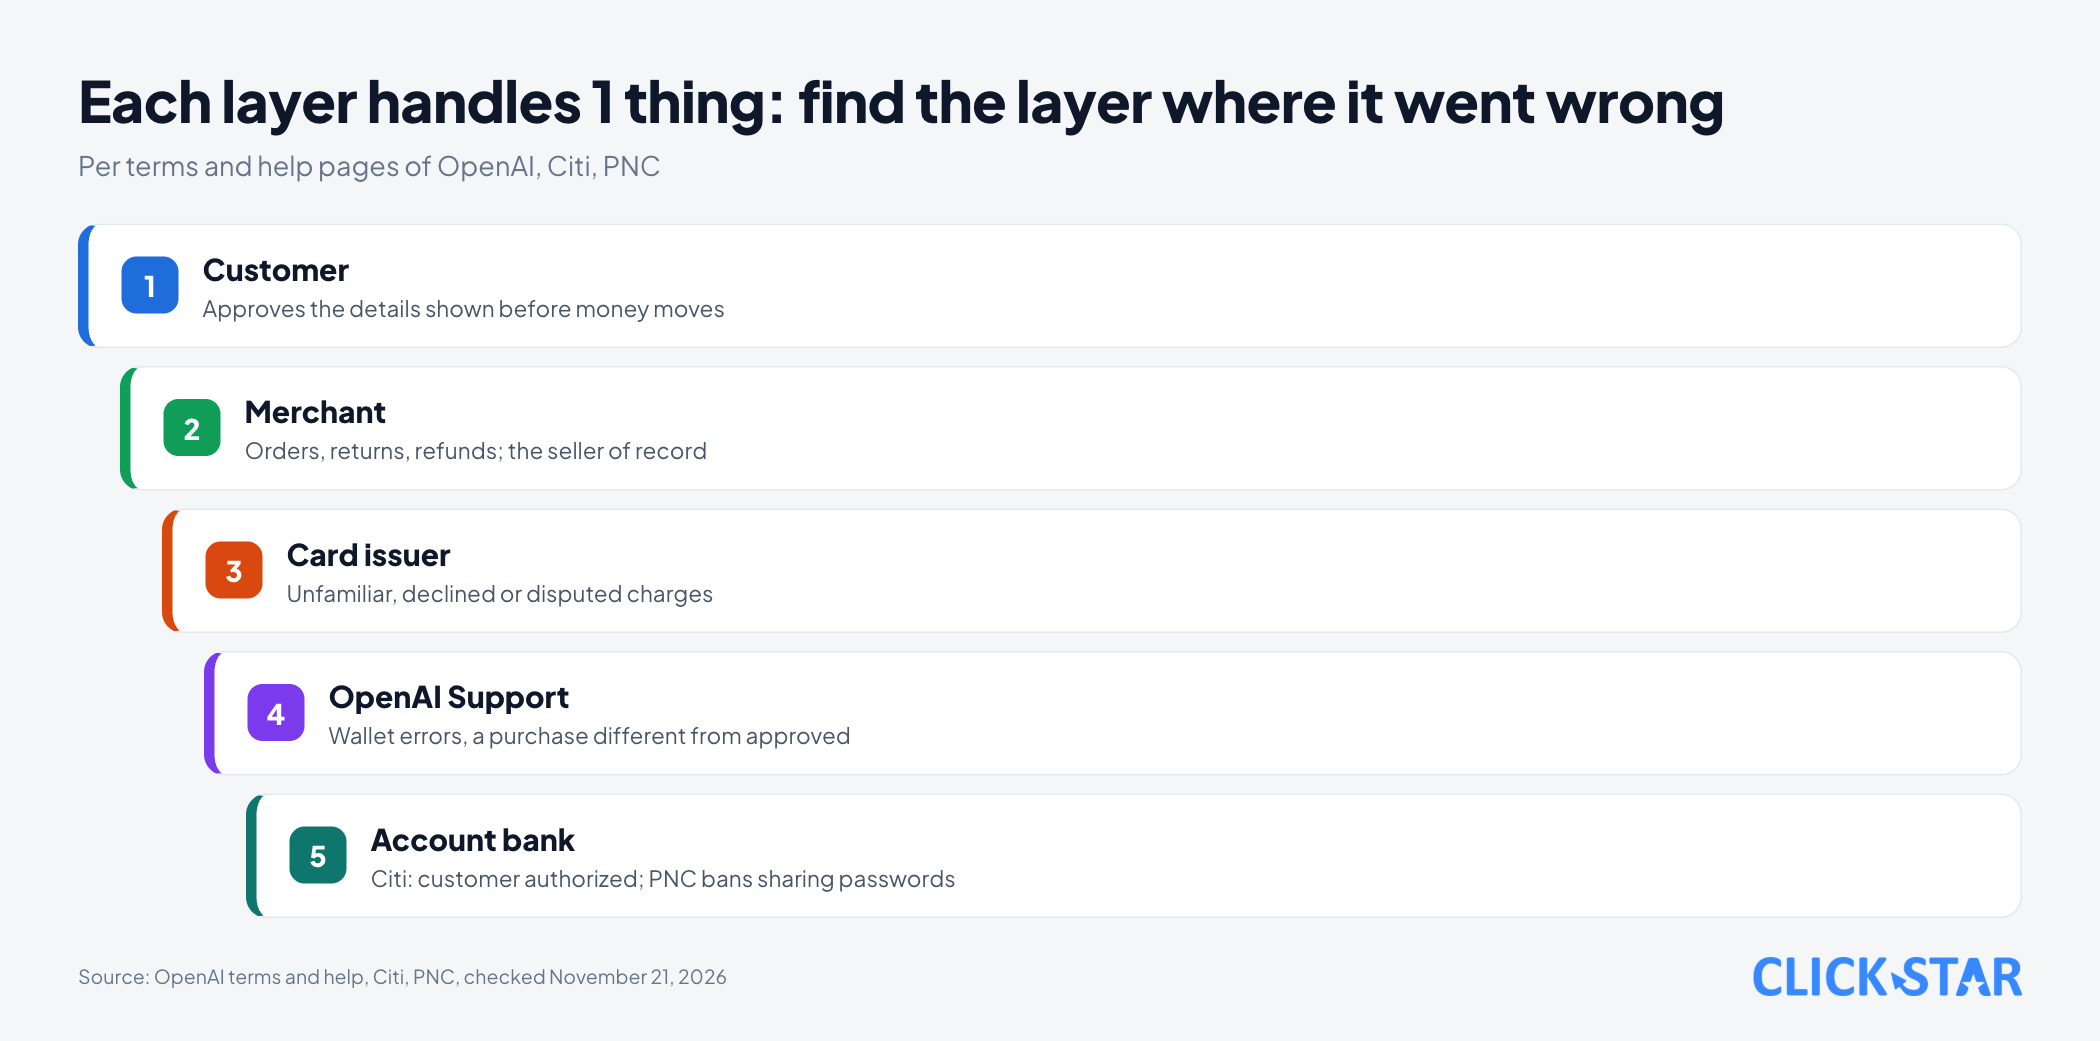 Each layer handles 1 thing: find the layer where it went wrong
Per terms and help pages of OpenAI, Citi, PNC
1
Customer
Approves the details shown before money moves
2
Merchant
Orders, returns, refunds; the seller of record
3
Card issuer
Unfamiliar, declined or disputed charges
4
OpenAI Support
Wallet errors, a purchase different from approved
5
Account bank
Citi: customer authorized; PNC bans sharing passwords
Source: OpenAI terms and help, Citi, PNC, checked November 21, 2026
CLICK STAR